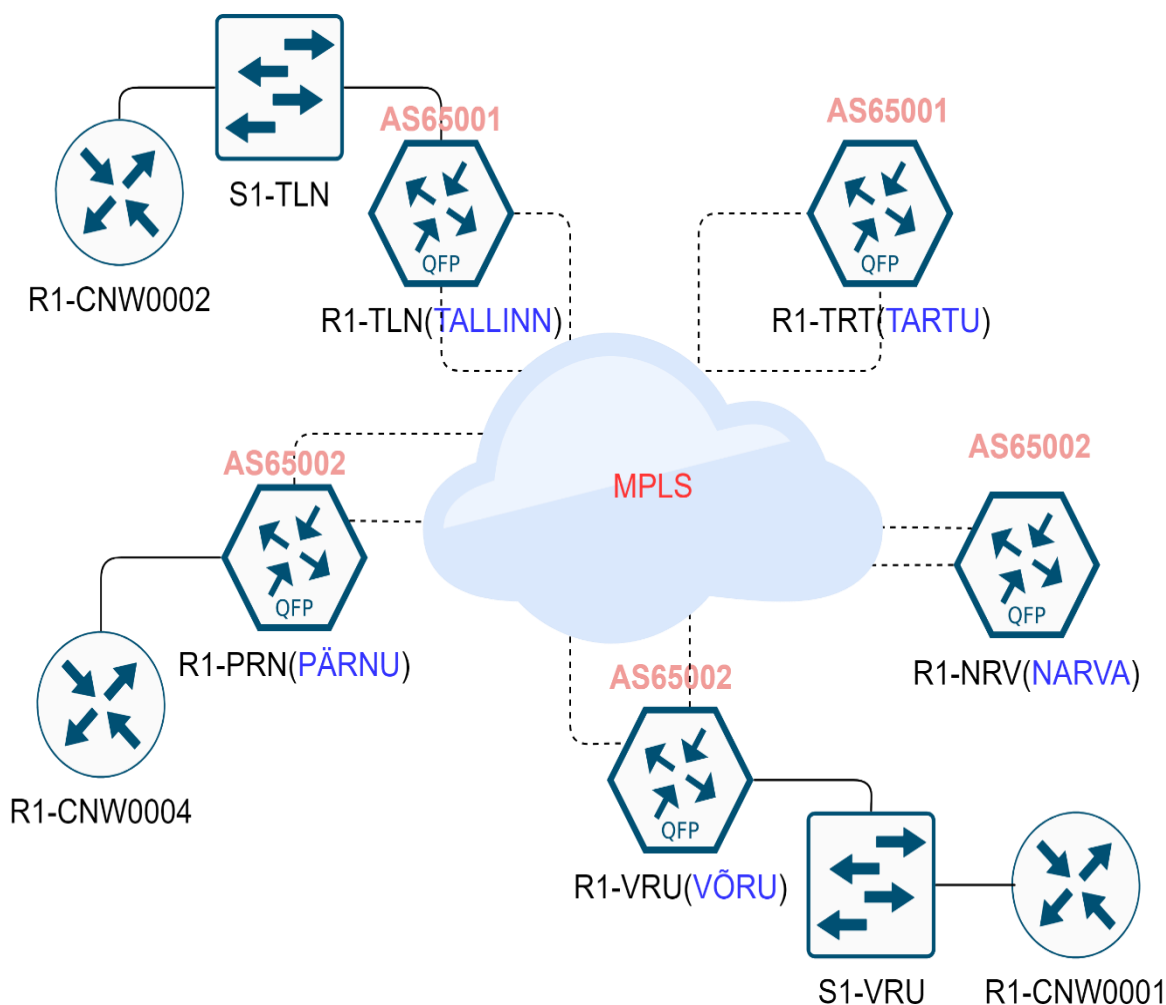 AS65001
AS65001
QFP
QFP
S1-TLN
R1-CNW0002
R1-TLN(TALLINN)
R1-TRT(TARTU)
AS65002
AS65002
MPLS
QFP
QFP
R1-PRN(PÄRNU)
R1-NRV(NARVA)
AS65002
R1-CNW0004
QFP
R1-VRU(VÕRU)
S1-VRU
R1-CNW0001